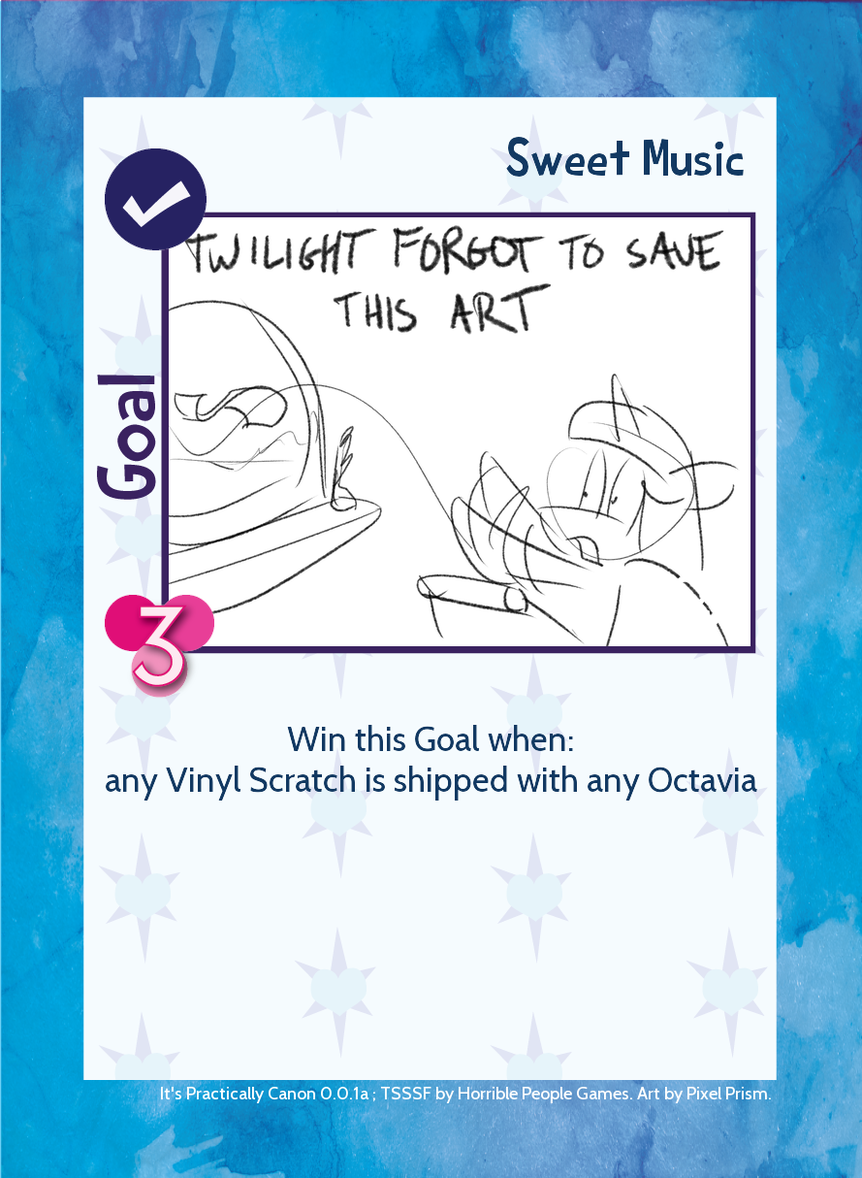 Sweet Music
TWILIGHT FORGOT TO SAVE
THIS ART
Goal
3
Win this Goal when:
any Vinyl Scratch is shipped with any Octavia
It's Practically Canon 0.0.1a ; TSSSF by Horrible People Games. Art by Pixel Prism.